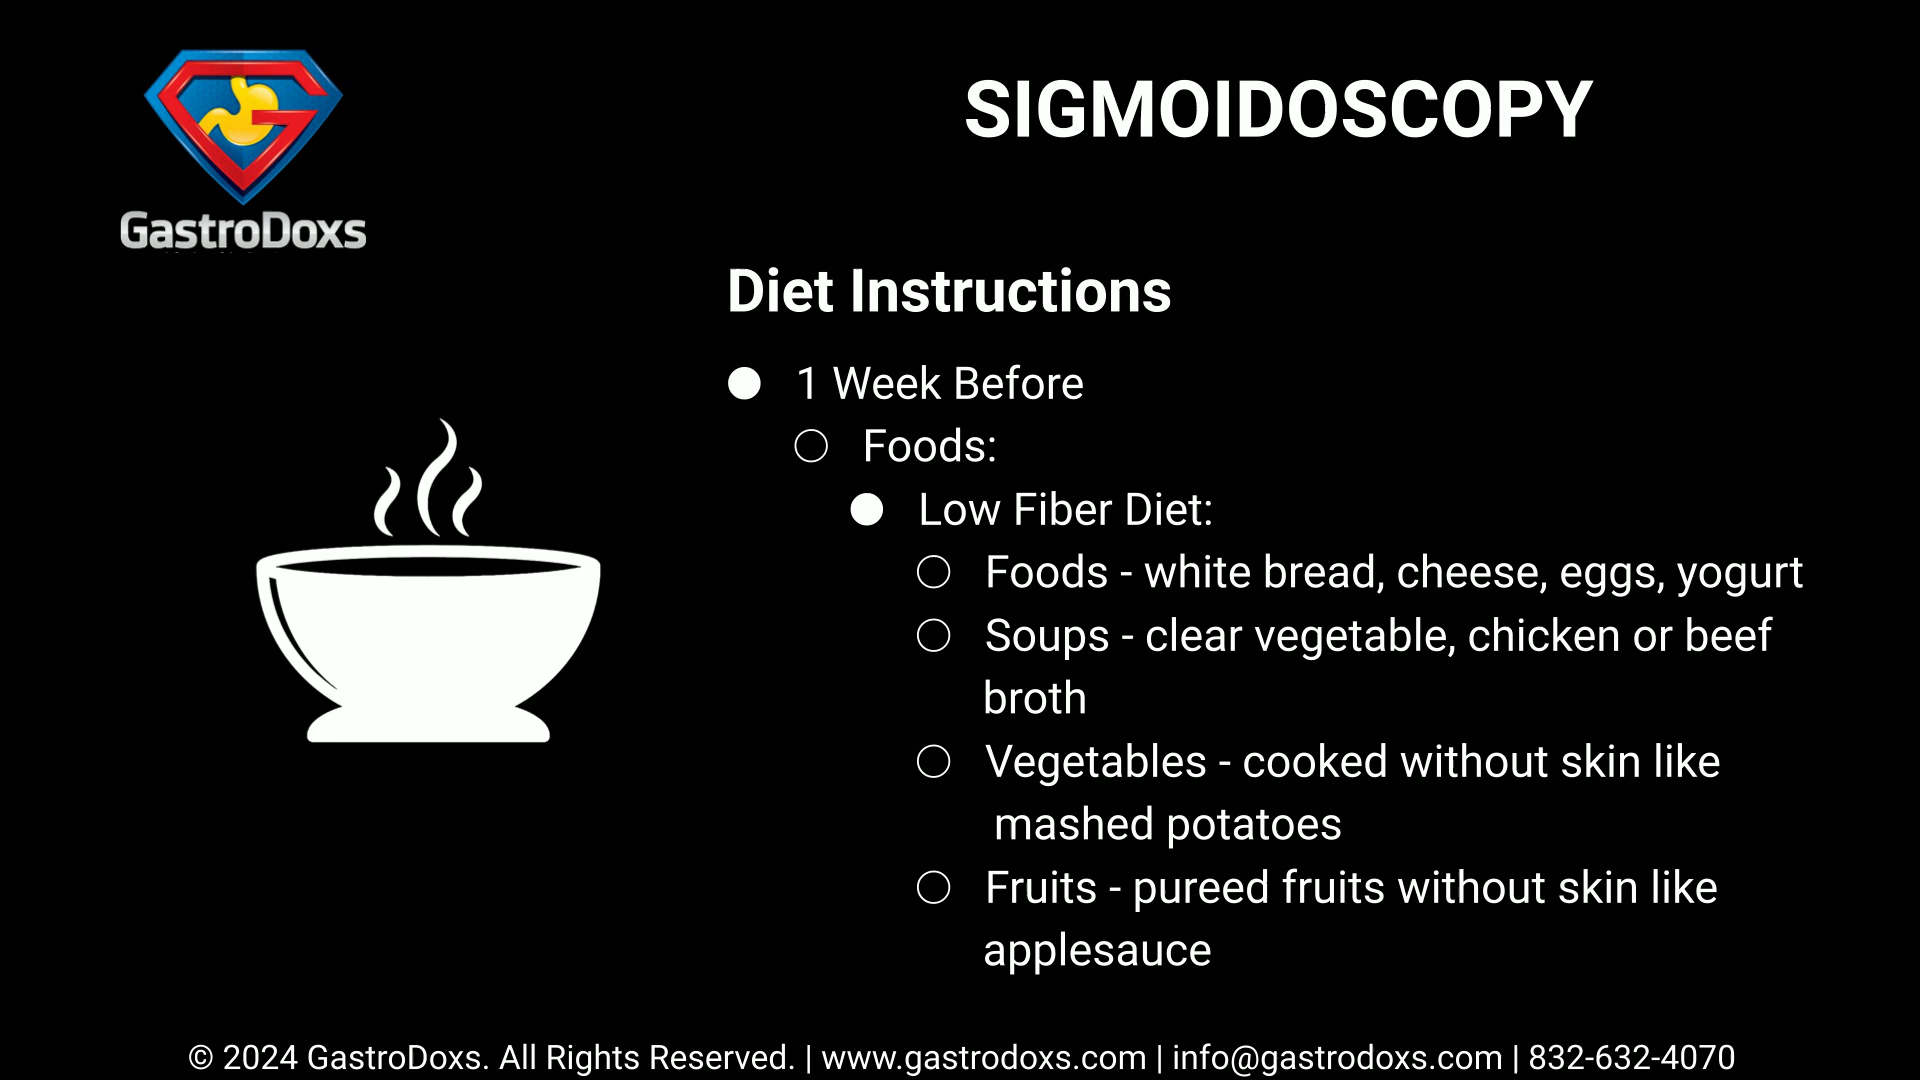 GastroDoxs
SIGMOIDOSCOPY
Diet Instructions
● 1 Week Before
○ Foods:
● Low Fiber Diet:
○ Foods - white bread, cheese, eggs, yogurt
○ Soups - clear vegetable, chicken or beef
broth
○ Vegetables - cooked without skin like
mashed potatoes
○ Fruits - pureed fruits without skin like
applesauce
© 2024 GastroDoxs. All Rights Reserved. | www.gastrodoxs.com | info@gastrodoxs.com | 832-632-4070